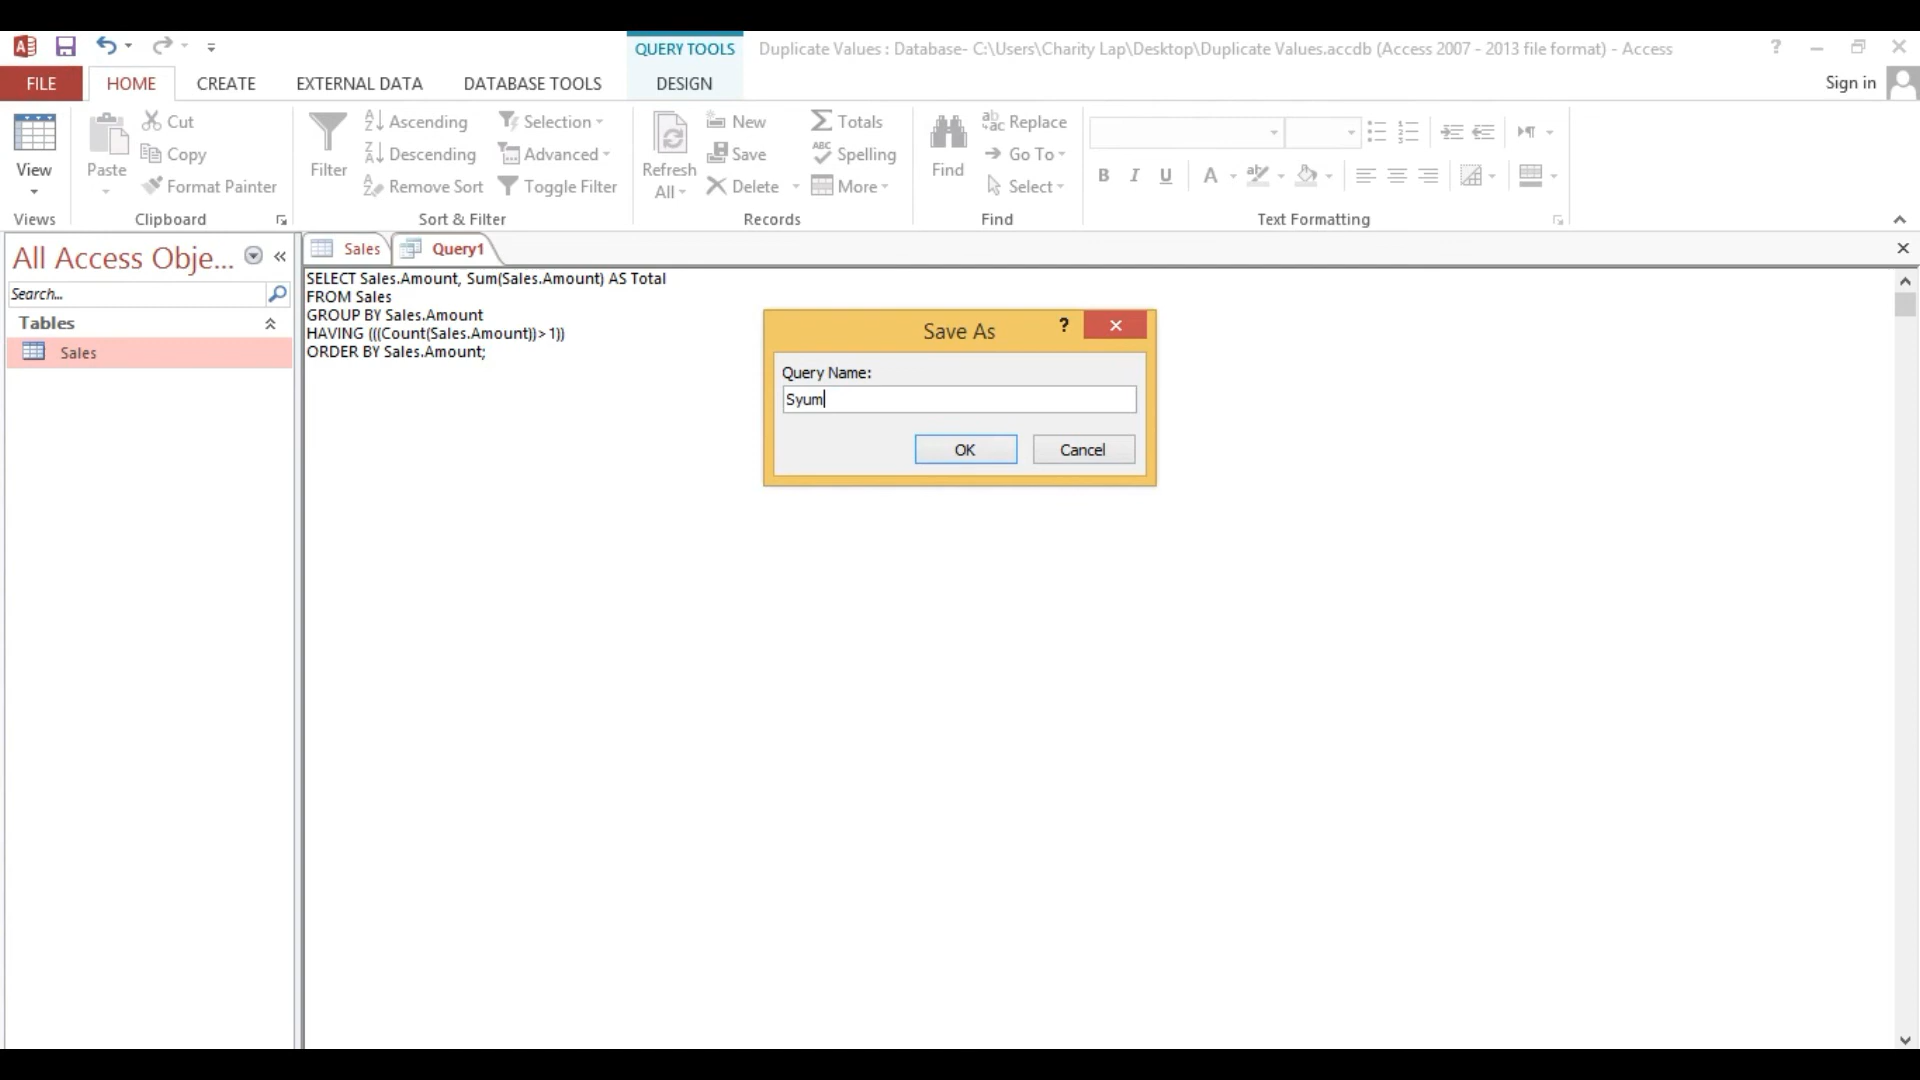 QUERY TOOLS Duplicate Values : Database- C:\Users\Charity Lap\Desktop\Duplicate Values.accdb (Access 2007 - 2013 file format) - Access ?
FILE HOME CREATE EXTERNAL DATA DATABASE TOOLS DESIGN Sign in
View
Views
Paste
Cut
Copy
Format Painter
Clipboard
Filter
Ascending
Descending
Remove Sort
Selection
Advanced
Toggle Filter
Sort & Filter
Refresh
All
New
Save
Delete
Totals
Spelling
More
Records
Find
Replace
Go To
Select
Find
B I U A
Text Formatting
All Access Obje...
Search...
Tables
Sales
Sales Query1
SELECT Sales.Amount, Sum(Sales.Amount) AS Total
FROM Sales
GROUP BY Sales.Amount
HAVING (((Count(Sales.Amount))>1))
ORDER BY Sales.Amount;
Save As ?
Query Name:
Syum
OK Cancel